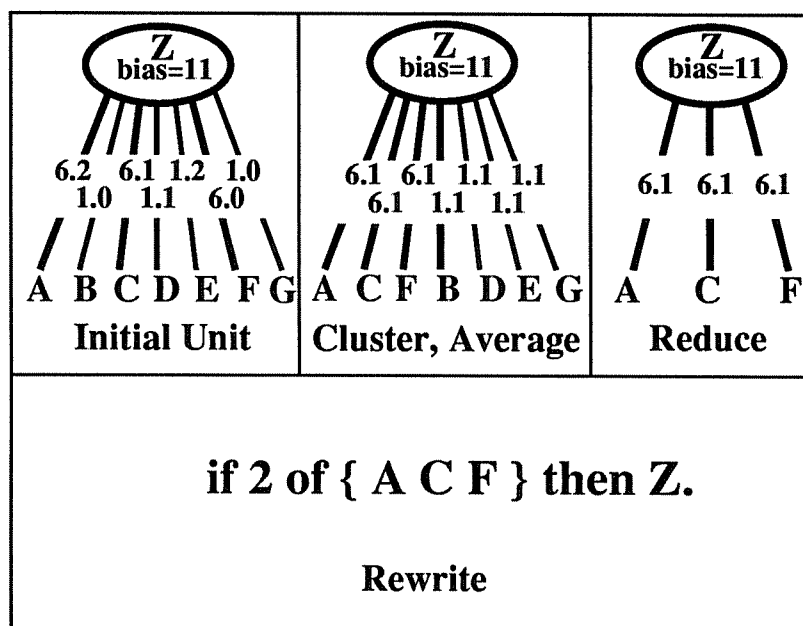 Z
bias=11
6.2 6.1 1.2 1.0
1.0 1.1 6.0
A B C D E F G
Initial Unit
Z
bias=11
6.1 6.1 1.1 1.1
6.1 1.1 1.1
A C F B D E G
Cluster, Average
Z
bias=11
6.1 6.1 6.1
A C F
Reduce
if 2 of { A C F } then Z.
Rewrite